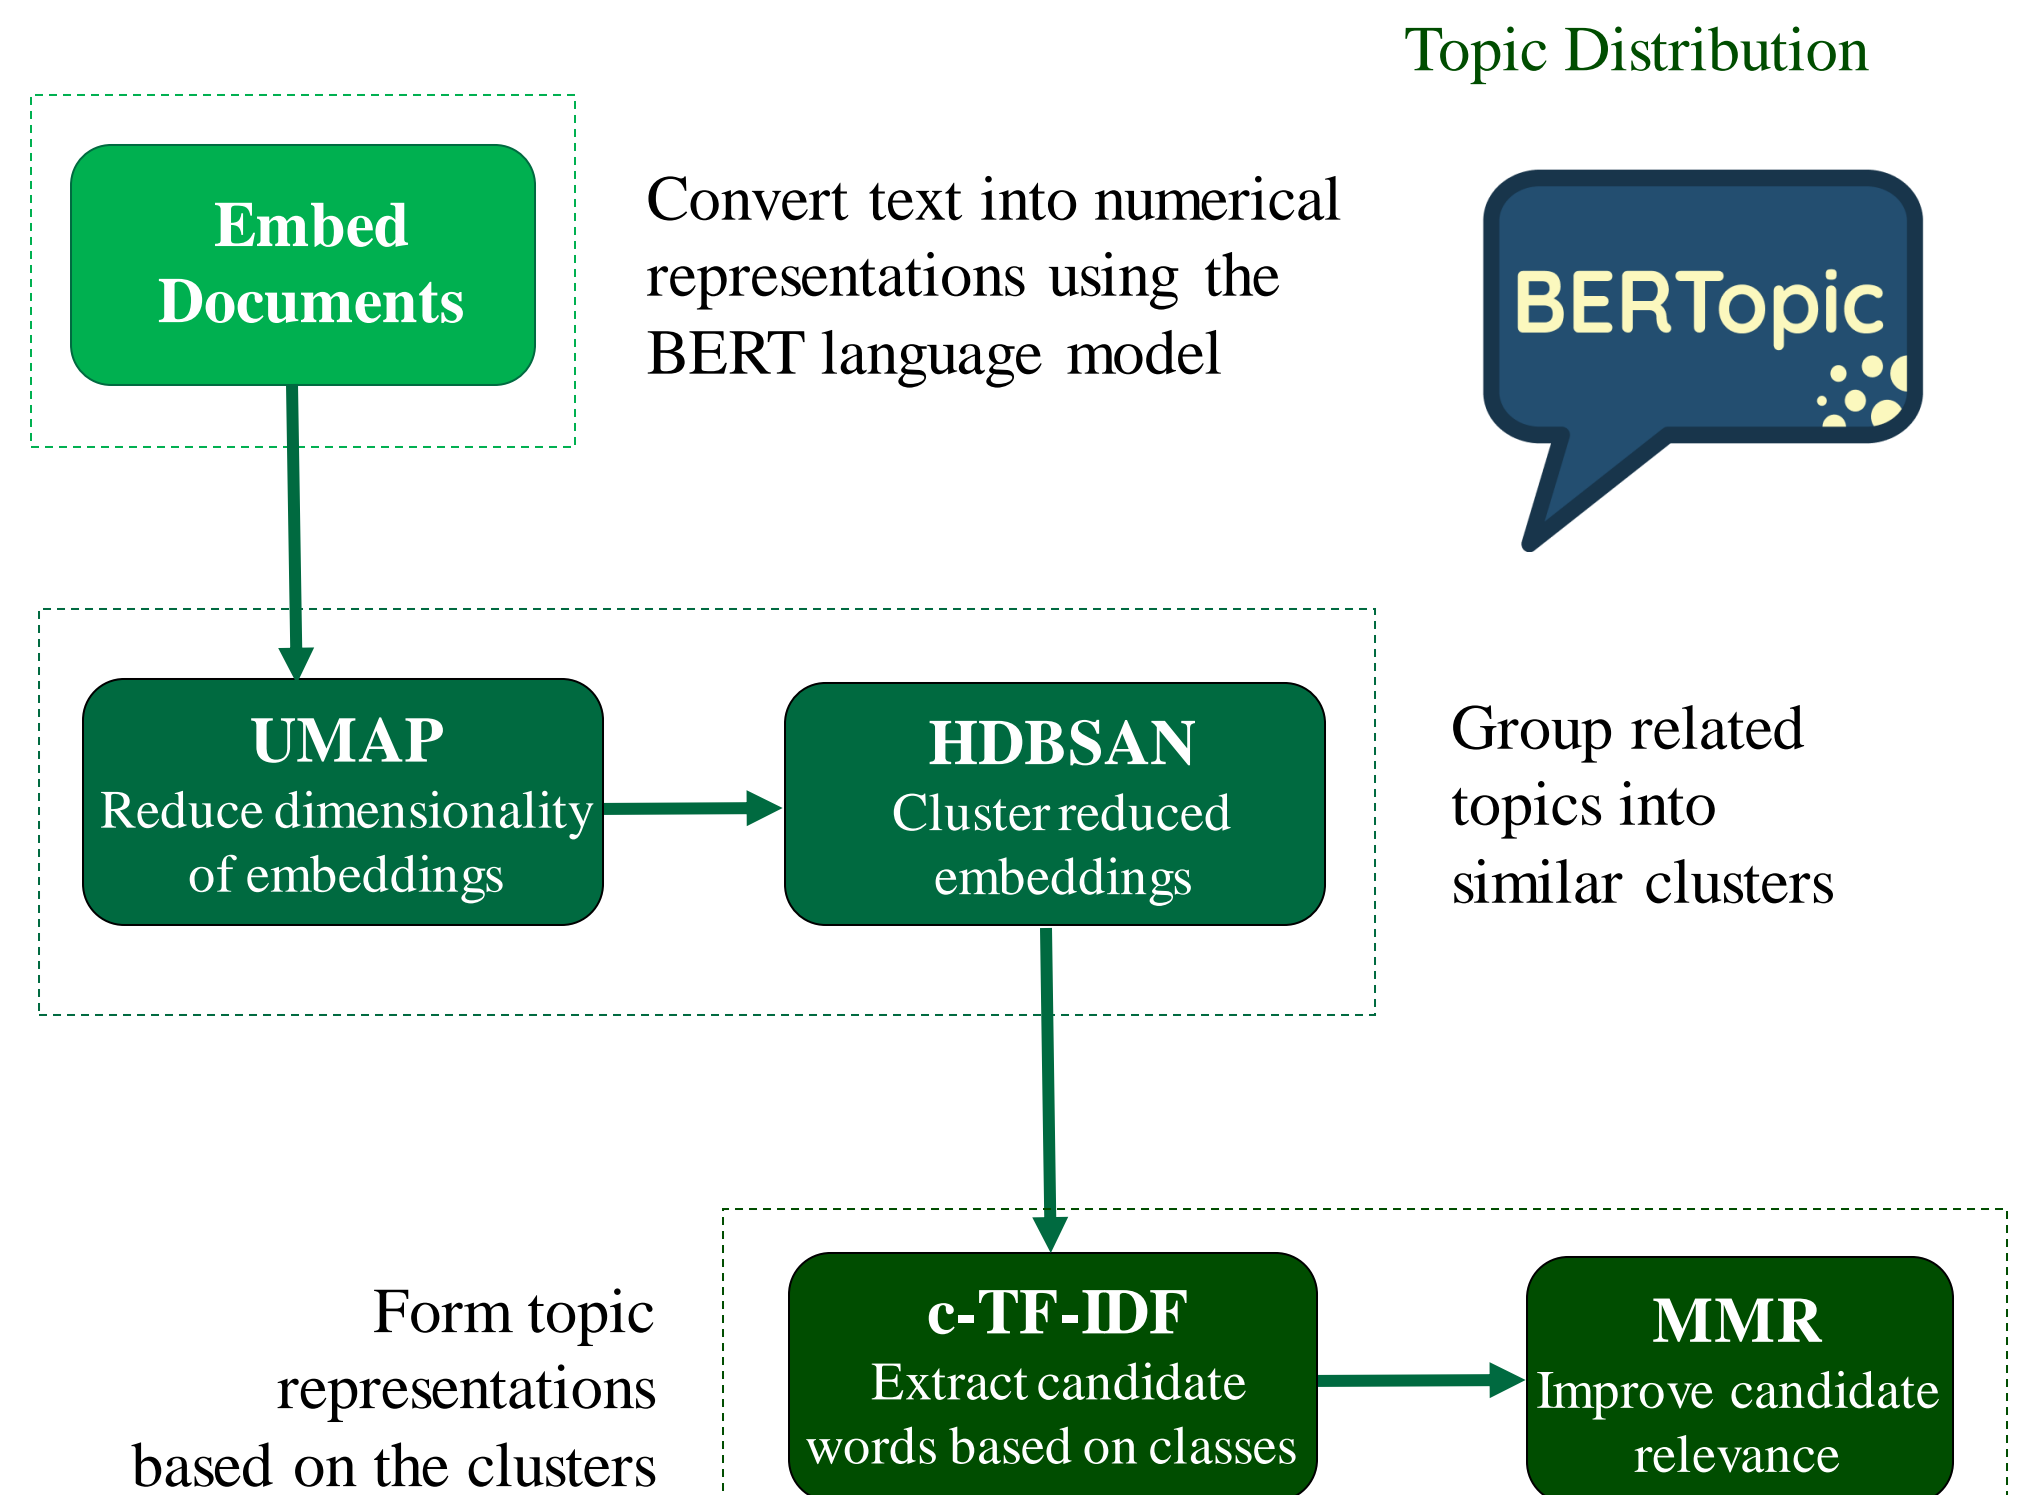 Topic Distribution
Embed
Documents
Convert text into numerical
representations using the
BERT language model
BERTopic
UMAP
Reduce dimensionality
of embeddings
HDBSAN
Cluster reduced
embeddings
Group related
topics into
similar clusters
Form topic
representations
based on the clusters
c-TF-IDF
Extract candidate
words based on classes
MMR
Improve candidate
relevance